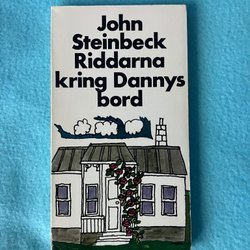 John
Steinbeck
Riddarna
kring Dannys
bord